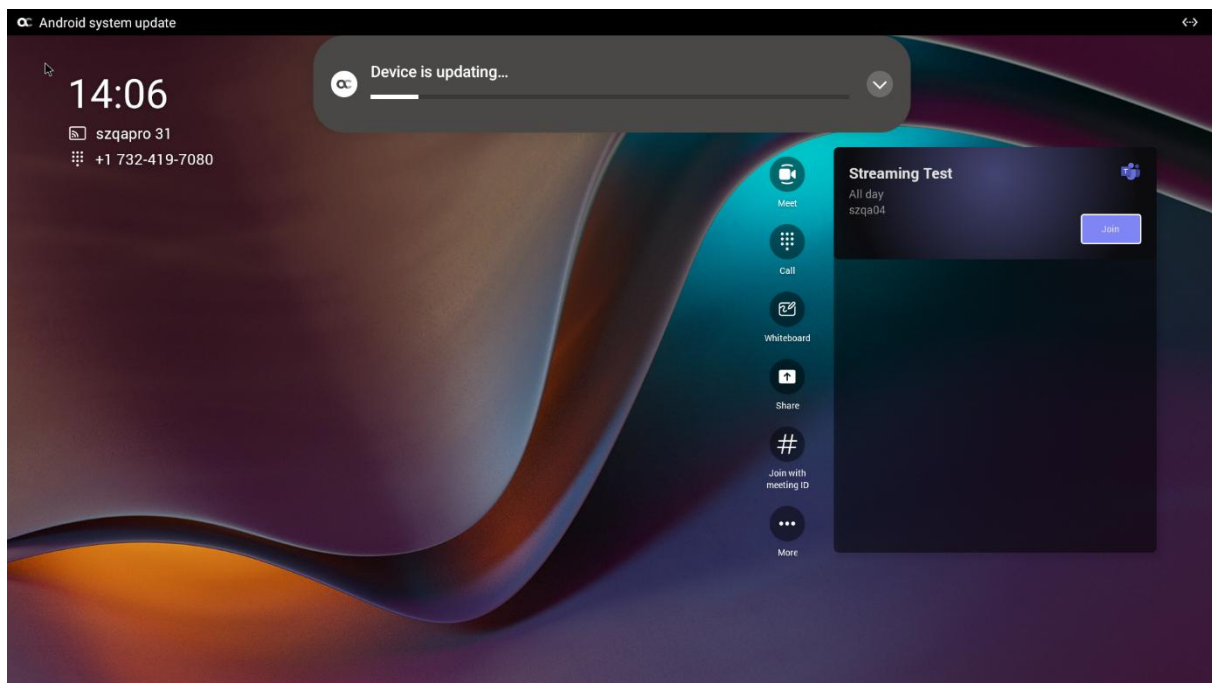 Android system update
Device is updating...
14:06
szqapro 31
+1 732-419-7080
Meet
Call
Whiteboard
Share
Join with
meeting ID
More
Streaming Test
All day
szqa04
Join